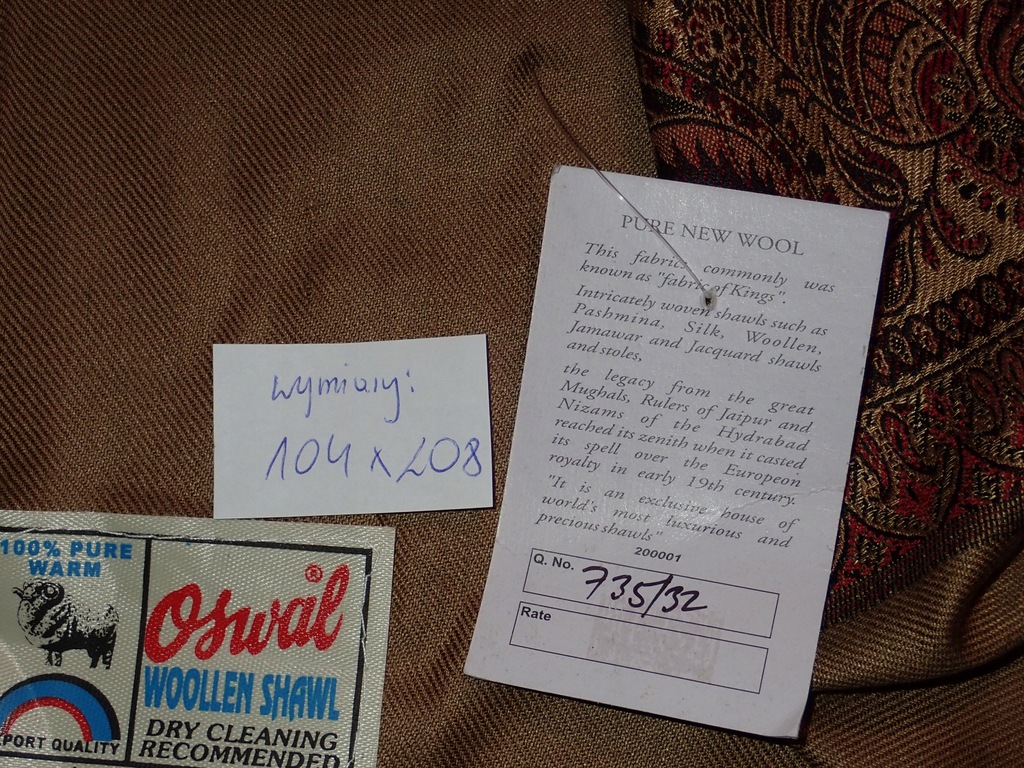 PURE NEW WOOL
This fabrics commonly was
known as "fabric of Kings".
Intricately woven shawls such as
Pashmina, Silk, Woollen,
Jamawar and Jacquard shawls
and stoles,
the legacy from the great
Mughals, Rulers of Jaipur and
Nizams of the Hydrabad
reached its zenith when it casted
its spell over the Europeon
royalty in early 19th century.
"It is an exclusive house of
world's most luxurious and
precious shawls"
200001
Q. No. 735/32
Rate
wymiary:
104 x 208
100% PURE
WARM
PORT QUALITY
Oswal®
WOOLLEN SHAWL
DRY CLEANING
RECOMMENDED